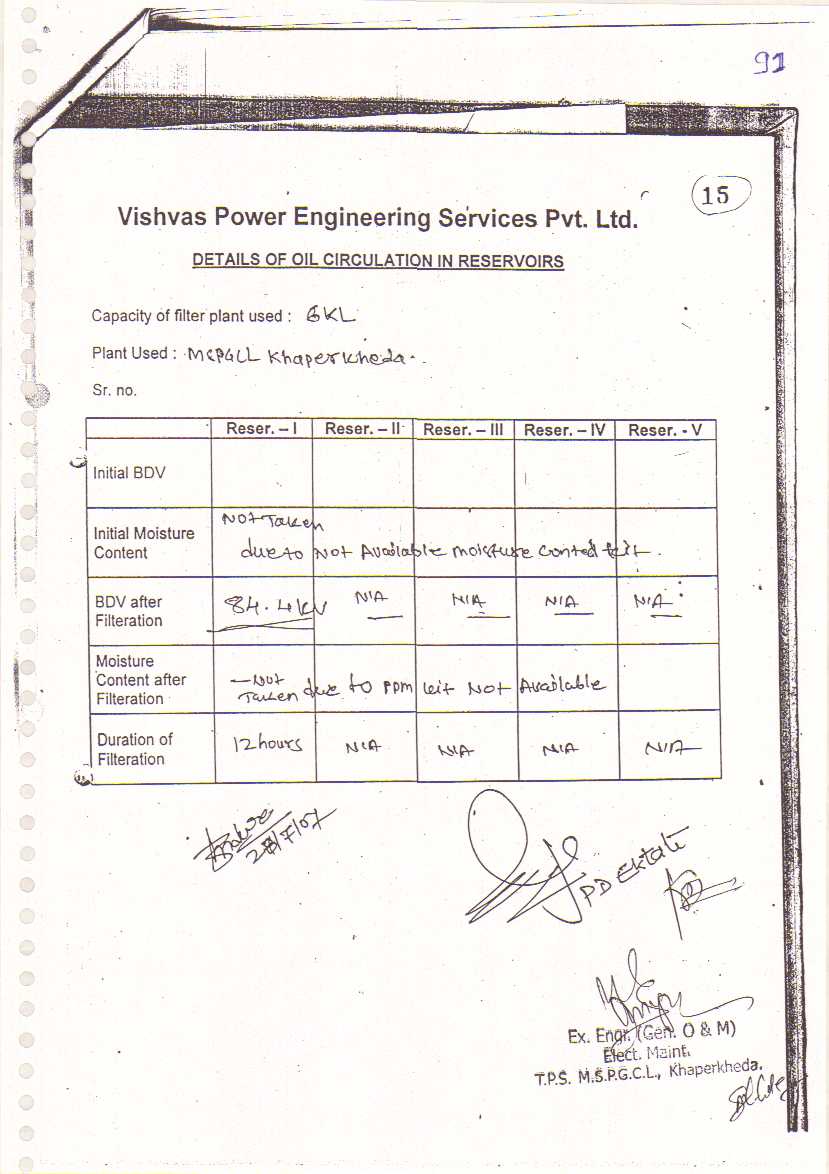 91
15
Vishvas Power Engineering Services Pvt. Ltd.
DETAILS OF OIL CIRCULATION IN RESERVOIRS
Capacity of filter plant used : 6KL
Plant Used : MSPGCL Khaperkheda.
Sr. no.
Reser. – I Reser. – II Reser. – III Reser. – IV Reser. - V
Initial BDV
Initial Moisture Content
Not Taken
due to Not Available moisture kit.
BDV after Filteration 84.4kV N/A N/A N/A N/A
Moisture Content after Filteration
– Not Taken due to PPM kit Not Available
Duration of Filteration 12 hours N/A N/A N/A N/A
28/7/07
PD Ektate
Ex. Engr. (Gen. O & M)
Elect. Maint.
T.P.S. M.S.P.G.C.L., Khaperkheda.